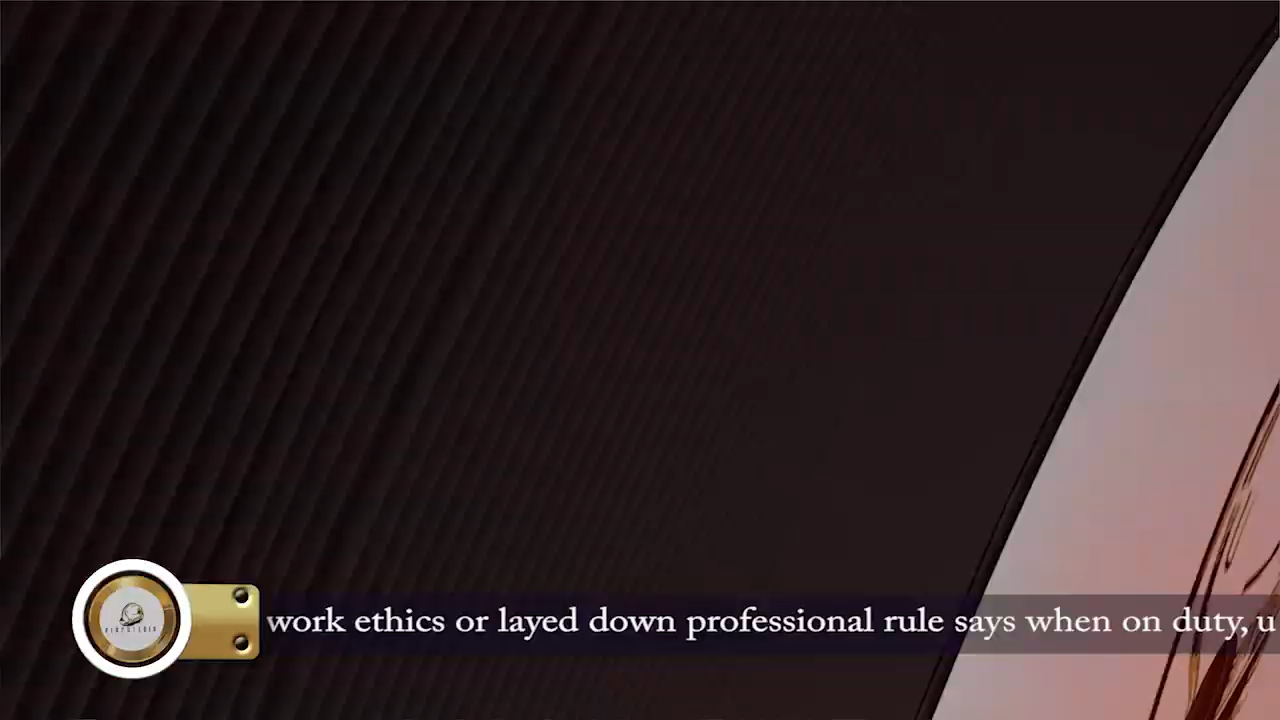 work ethics or layed down professional rule says when on duty, u